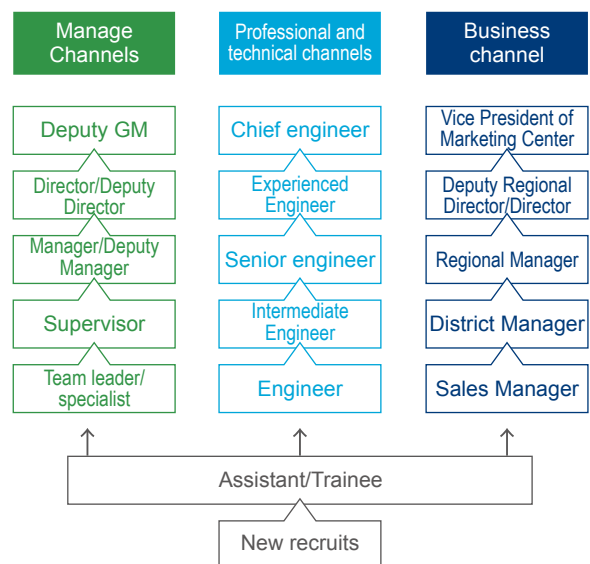 Manage
Channels
Professional and
technical channels
Business
channel
Deputy GM
Chief engineer
Vice President of
Marketing Center
Director/Deputy
Director
Experienced
Engineer
Deputy Regional
Director/Director
Manager/Deputy
Manager
Senior engineer
Regional Manager
Supervisor
Intermediate
Engineer
District Manager
Team leader/
specialist
Engineer
Sales Manager
Assistant/Trainee
New recruits